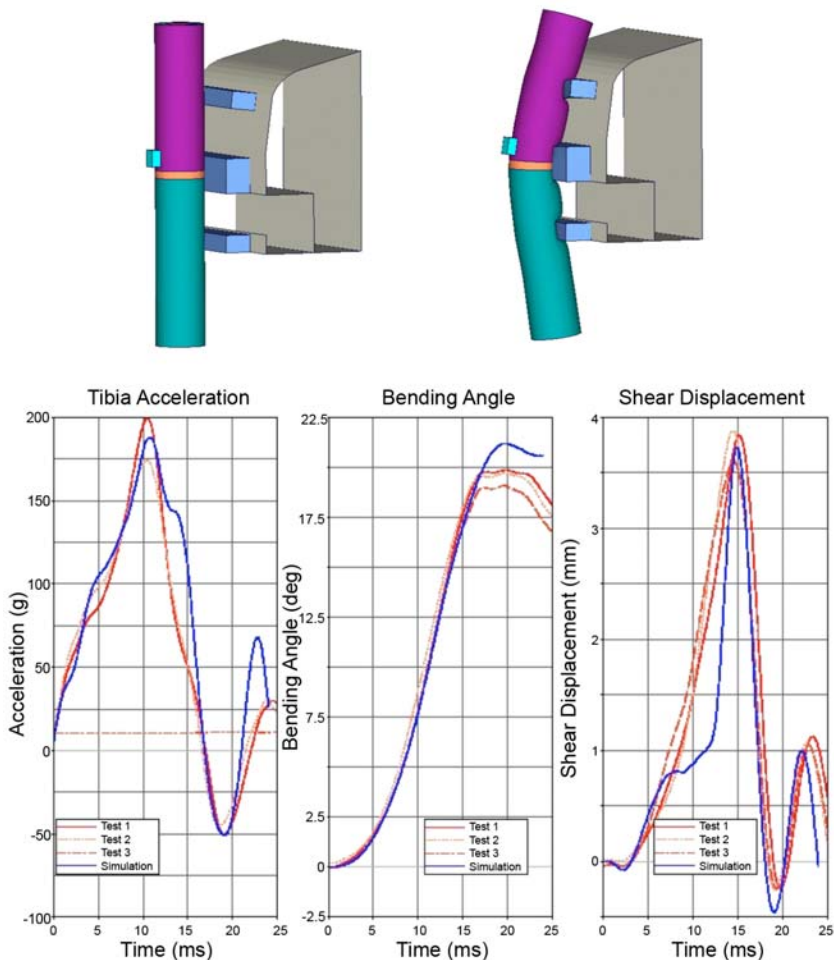 Tibia Acceleration
200
150
100
50
0
-50
-100
Acceleration (g)
0 5 10 15 20 25
Time (ms)
Test 1
Test 2
Test 3
Simulation
Bending Angle
22.5
17.5
12.5
7.5
2.5
-2.5
Bending Angle (deg)
0 5 10 15 20 25
Time (ms)
Test 1
Test 2
Test 3
Simulation
Shear Displacement
4
3
2
1
0
Shear Displacement (mm)
0 5 10 15 20 25
Time (ms)
Test 1
Test 2
Test 3
Simulation